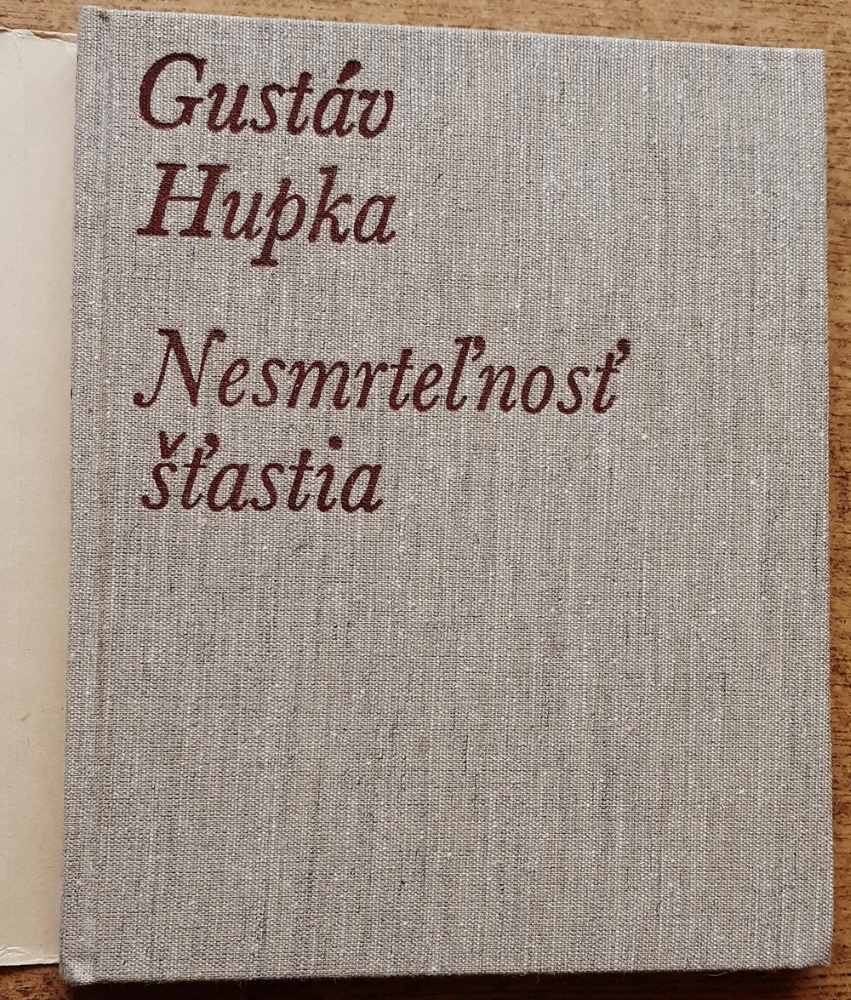 Gustáv
Hupka
Nesmrteľnosť
šťastia